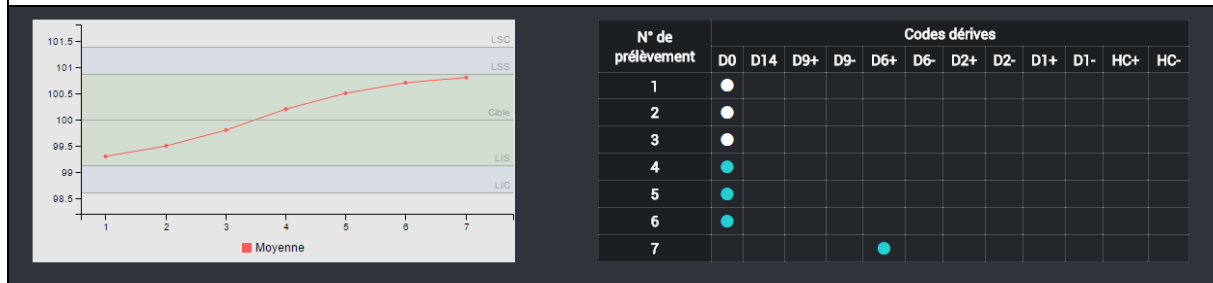 101.5
101
100.5
100
99.5
99
98.5
LSC
LSS
Cible
LIS
LIC
1 2 3 4 5 6 7
Moyenne
N° de prélèvement
Codes dérives
D0 D14 D9+ D9- D6+ D6- D2+ D2- D1+ D1- HC+ HC-
1
2
3
4
5
6
7